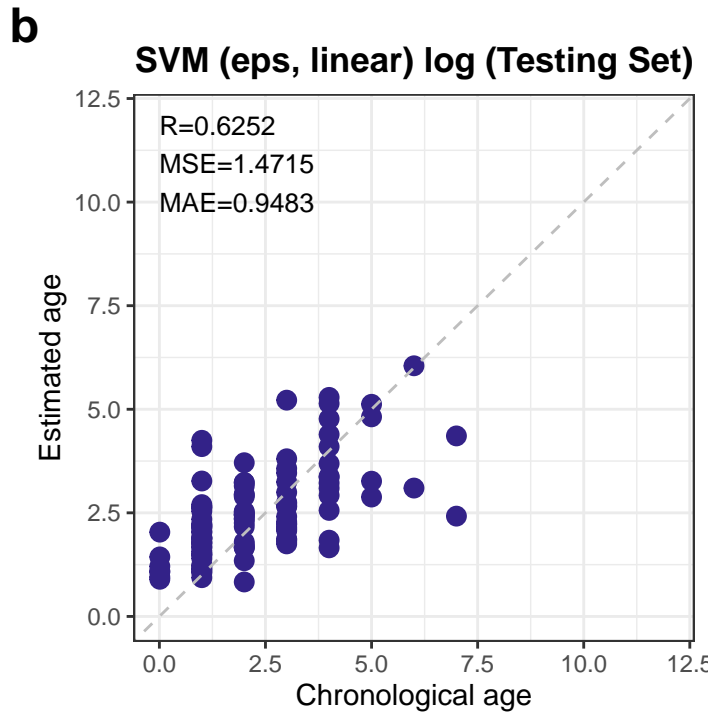 b
SVM (eps, linear) log (Testing Set)
R=0.6252
MSE=1.4715
MAE=0.9483
12.5
10.0
7.5
5.0
2.5
0.0
Estimated age
0.0 2.5 5.0 7.5 10.0 12.5
Chronological age